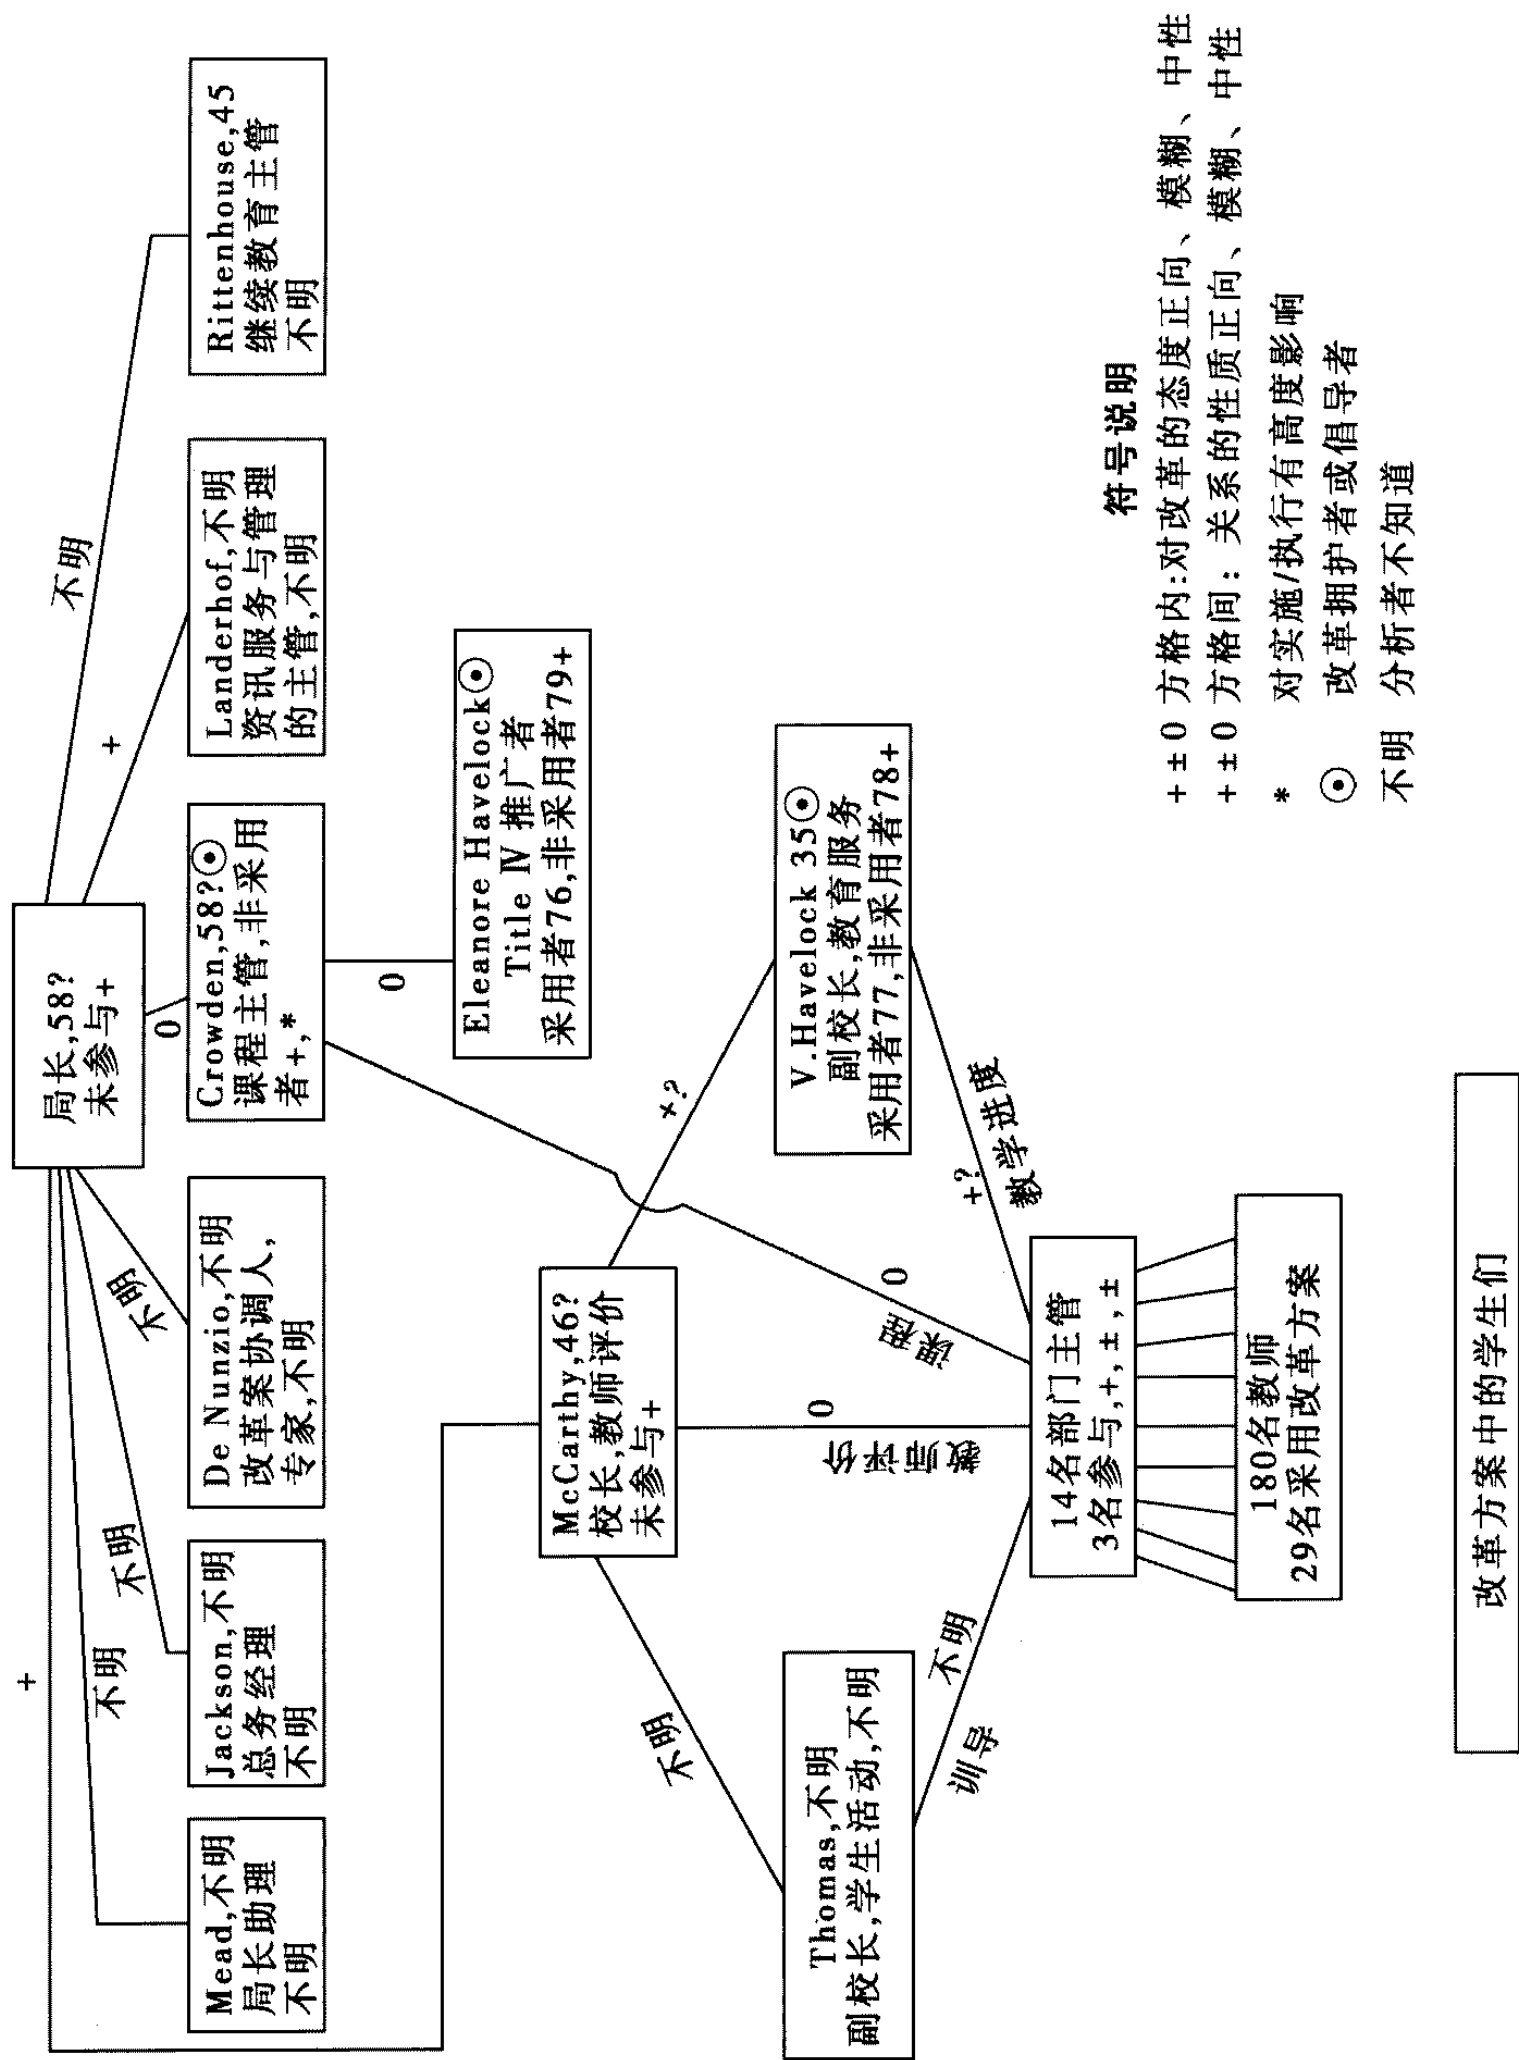 局长,58?
未参与+
+
不明
不明
不明
0
+
不明
Mead,不明
局长助理
不明
Jackson,不明
总务经理
不明
De Nunzio,不明
改革案协调人,
专家,不明
Crowden,58?⊙
课程主管,非采用
者+,*
Landerhof,不明
资讯服务与管理
的主管,不明
Rittenhouse,45
继续教育主管
不明
0
Eleanore Havelock⊙
Title Ⅳ 推广者
采用者76,非采用者79+
McCarthy,46?
校长,教师评价
未参与+
不明
+?
Thomas,不明
副校长,学生活动,不明
V.Havelock 35⊙
副校长,教育服务
采用者77,非采用者78+
训导
不明
教师评价
0
课程
0
+?
教学进度
14名部门主管
3名参与,+,±,±
180名教师
29名采用改革方案
改革方案中的学生们
符号说明
+ ± 0 方格内:对改革的态度正向、模糊、中性
+ ± 0 方格间: 关系的性质正向、模糊、中性
* 对实施/执行有高度影响
⊙ 改革拥护者或倡导者
不明 分析者不知道